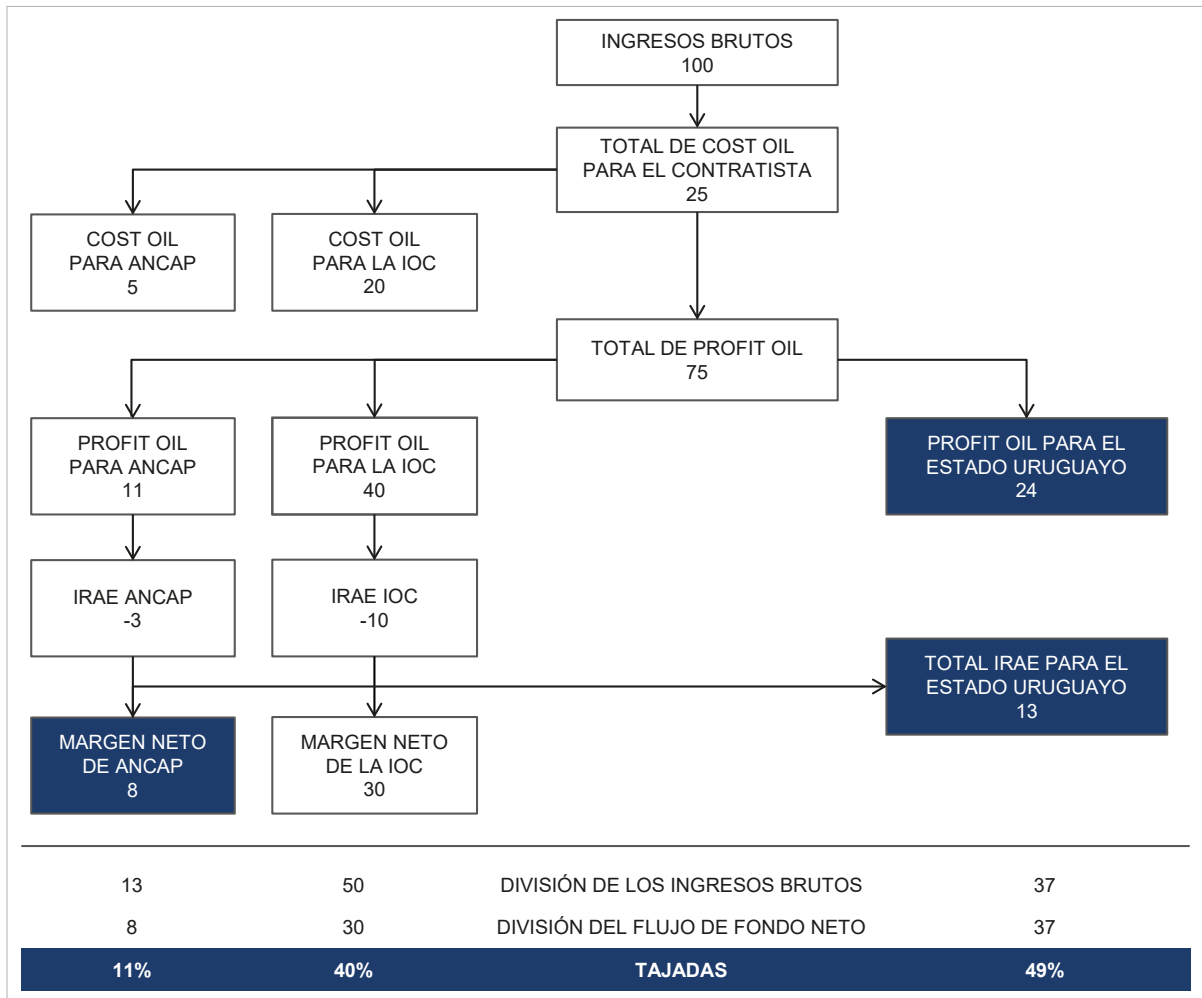 INGRESOS BRUTOS
100
TOTAL DE COST OIL
PARA EL CONTRATISTA
25
COST OIL
PARA ANCAP
5
COST OIL
PARA LA IOC
20
TOTAL DE PROFIT OIL
75
PROFIT OIL
PARA ANCAP
11
PROFIT OIL
PARA LA IOC
40
PROFIT OIL PARA EL
ESTADO URUGUAYO
24
IRAE ANCAP
-3
IRAE IOC
-10
TOTAL IRAE PARA EL
ESTADO URUGUAYO
13
MARGEN NETO
DE ANCAP
8
MARGEN NETO
DE LA IOC
30
13 50 DIVISIÓN DE LOS INGRESOS BRUTOS 37
8 30 DIVISIÓN DEL FLUJO DE FONDO NETO 37
11% 40% TAJADAS 49%